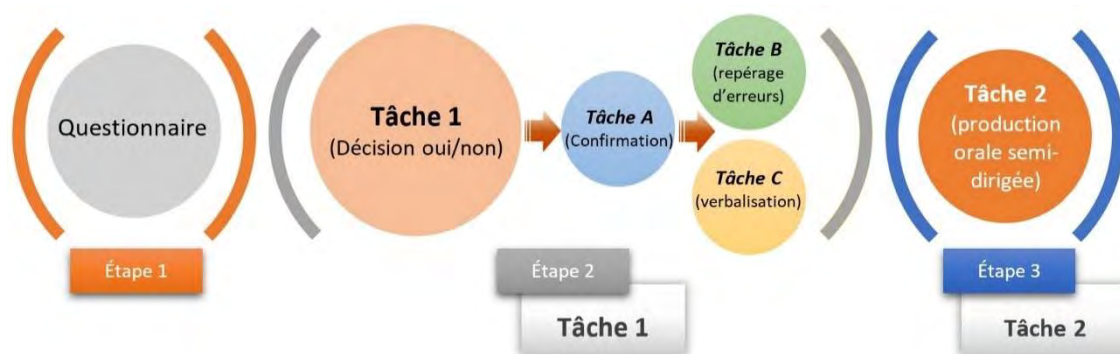 Questionnaire
Étape 1
Tâche 1
(Décision oui/non)
Tâche A
(Confirmation)
Tâche B
(repérage
d'erreurs)
Tâche C
(verbalisation)
Étape 2
Tâche 1
Tâche 2
(production
orale semi-
dirigée)
Étape 3
Tâche 2